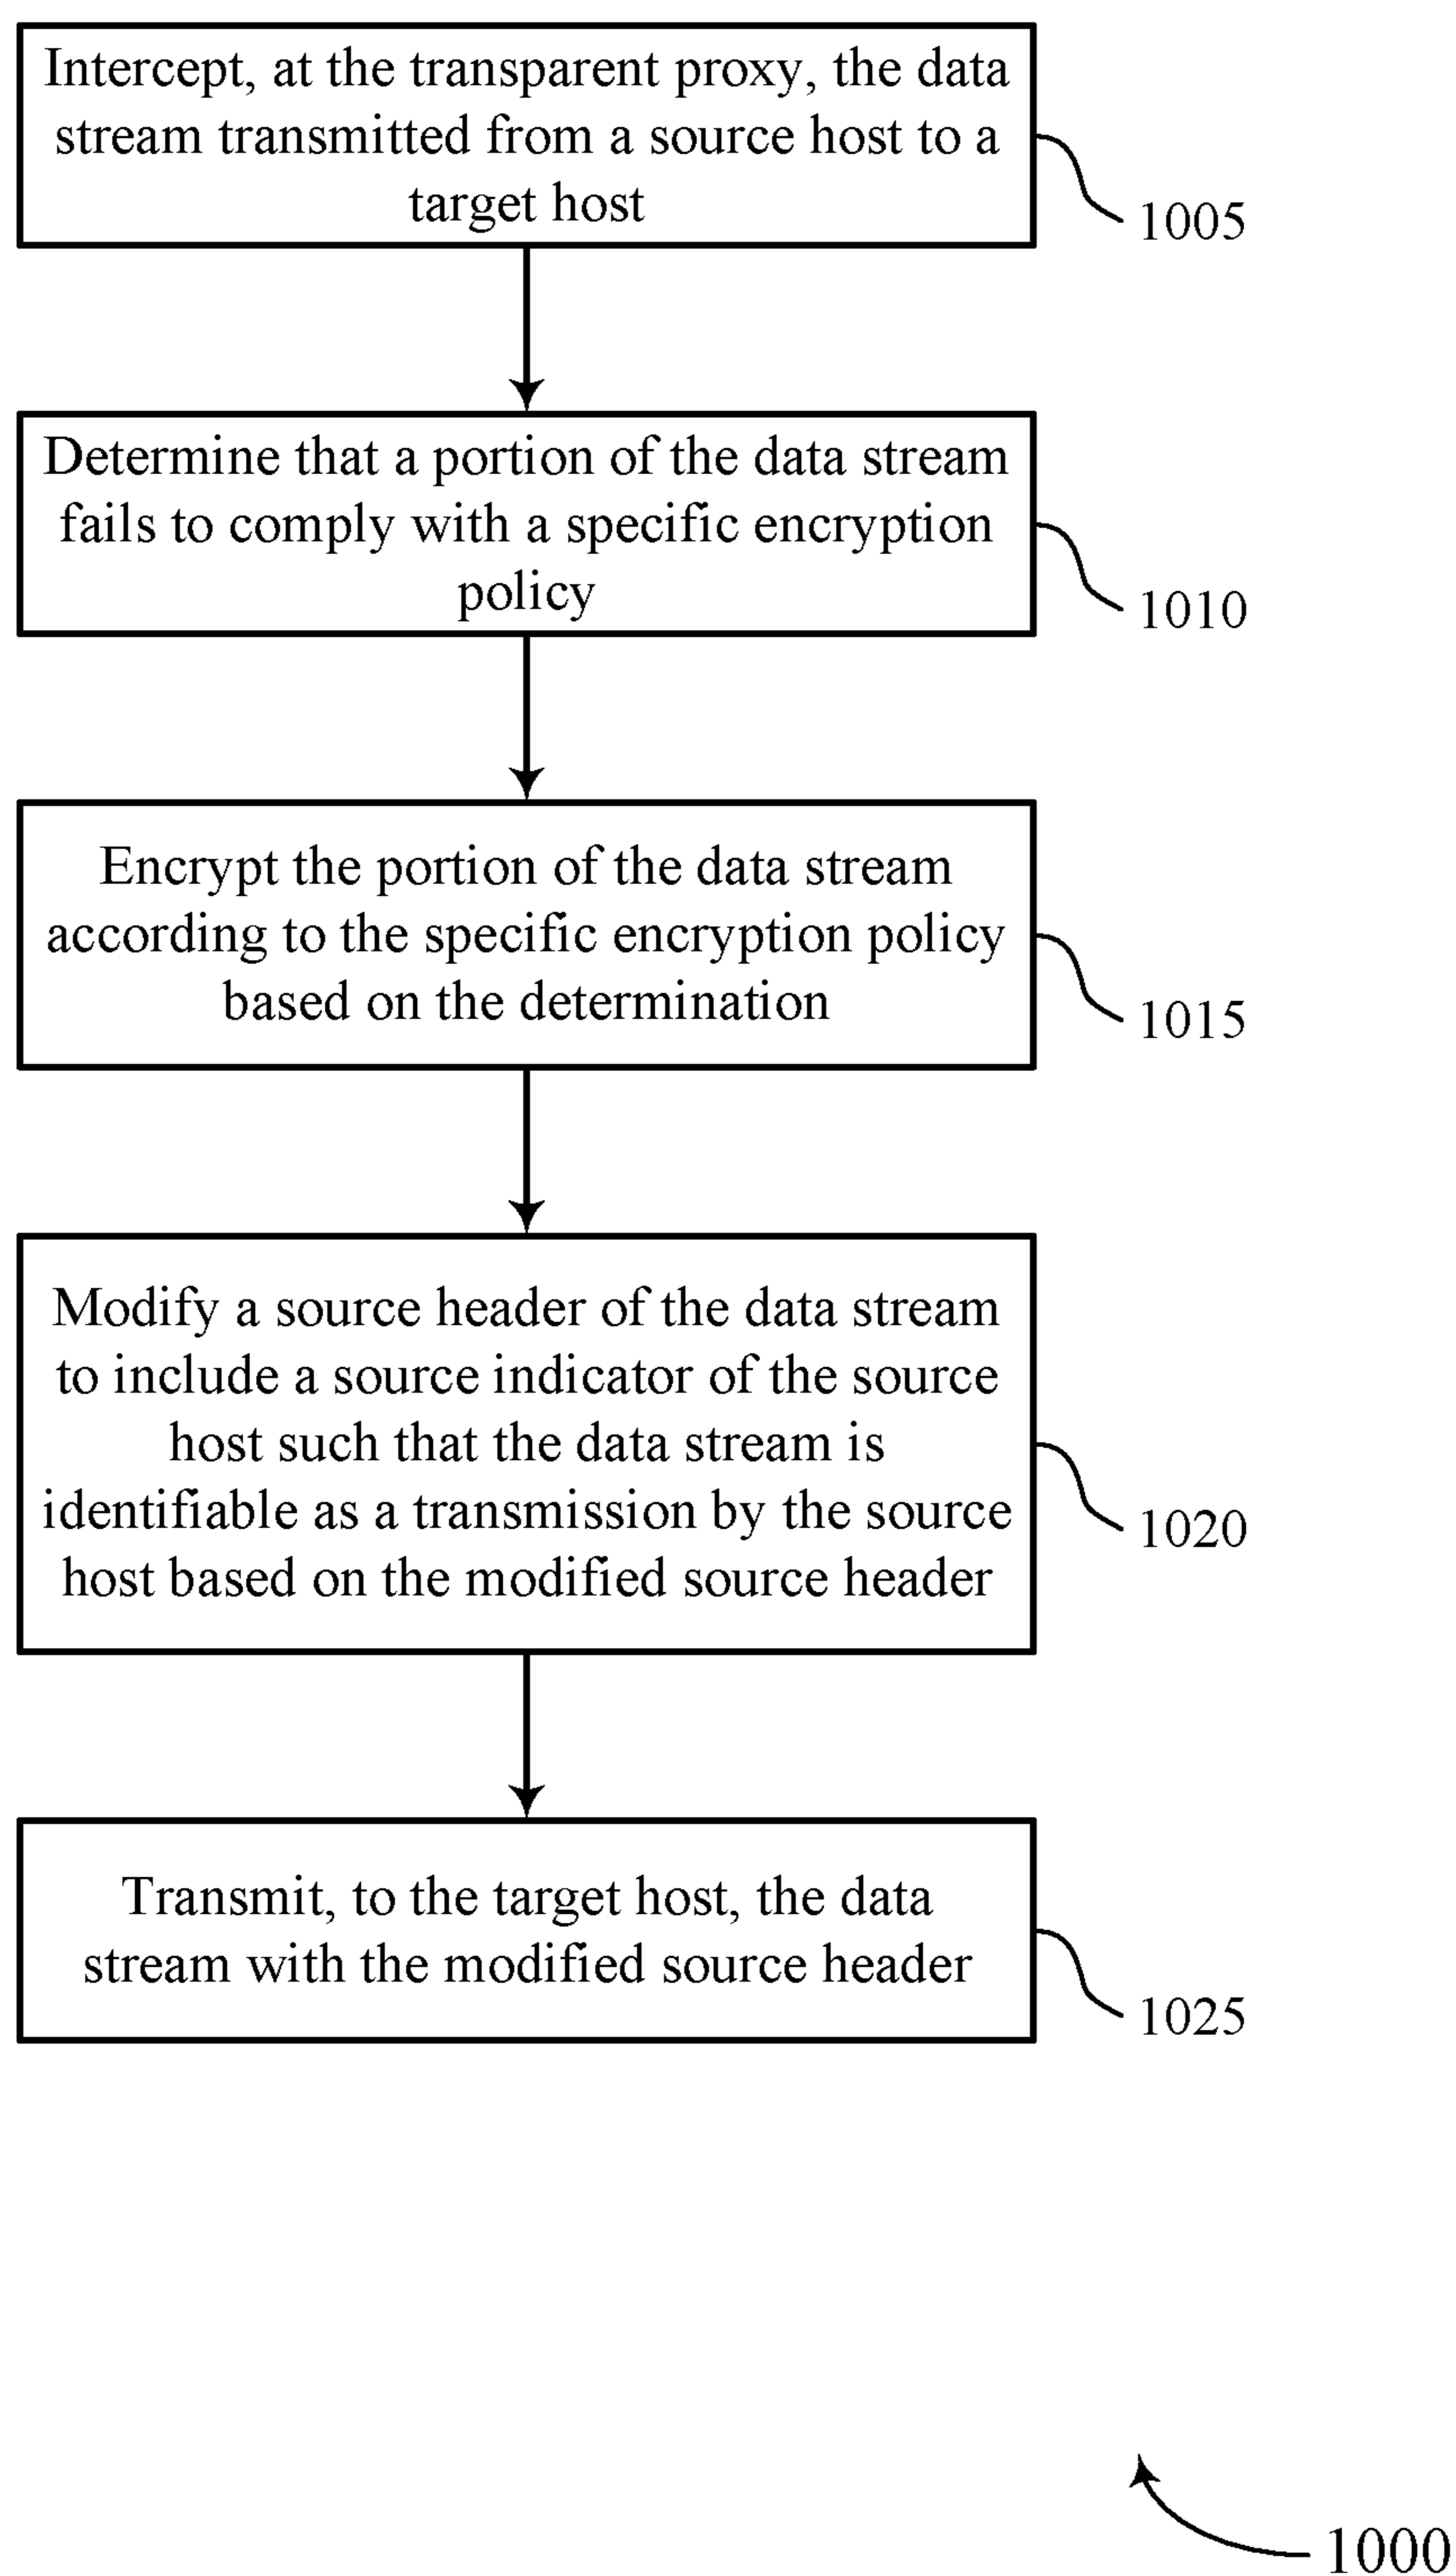 Intercept, at the transparent proxy, the data
stream transmitted from a source host to a
target host
1005
Determine that a portion of the data stream
fails to comply with a specific encryption
policy
1010
Encrypt the portion of the data stream
according to the specific encryption policy
based on the determination
1015
Modify a source header of the data stream
to include a source indicator of the source
host such that the data stream is
identifiable as a transmission by the source
host based on the modified source header
1020
Transmit, to the target host, the data
stream with the modified source header
1025
1000